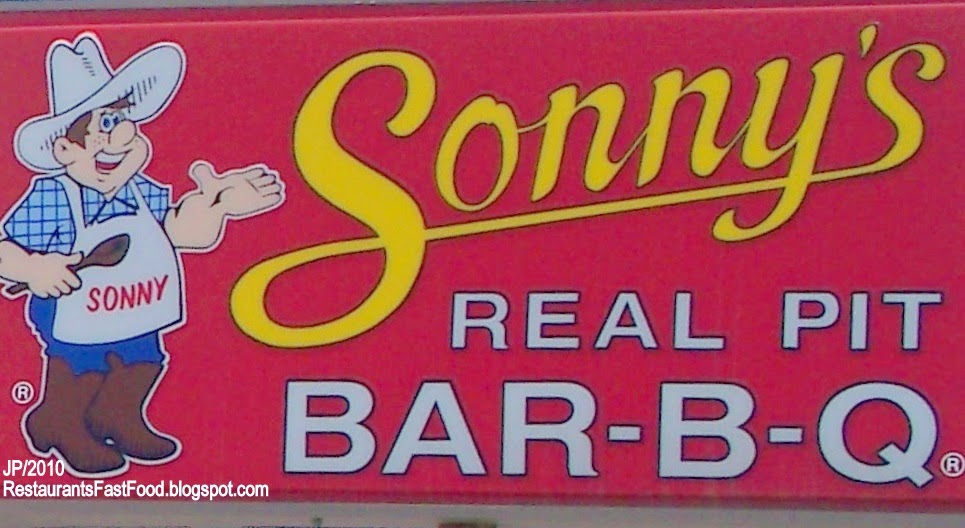 Sonny's
SONNY
REAL PIT
BAR-B-Q®
®
JP/2010
RestaurantsFastFood.blogspot.com